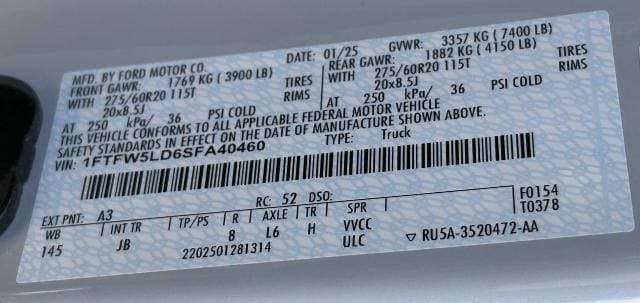 MFD. BY FORD MOTOR CO. DATE: 01/25 GVWR: 3357 KG (7400 LB)
FRONT GAWR: 1769 KG (3900 LB) REAR GAWR: 1882 KG (4150 LB)
WITH 275/60R20 115T TIRES WITH 275/60R20 115T TIRES
20x8.5J RIMS 20x8.5J RIMS
AT 250 kPa/ 36 PSI COLD AT 250 kPa/ 36 PSI COLD
THIS VEHICLE CONFORMS TO ALL APPLICABLE FEDERAL MOTOR VEHICLE
SAFETY STANDARDS IN EFFECT ON THE DATE OF MANUFACTURE SHOWN ABOVE.
VIN: 1FTFW5LD6SFA40460 TYPE: Truck
EXT PNT: A3 RC: 52 DSO: F0154
WB INT TR TP/PS R AXLE TR SPR T0378
145 JB 8 L6 H VVCC
2202501281314 ULC ▽ RU5A-3520472-AA